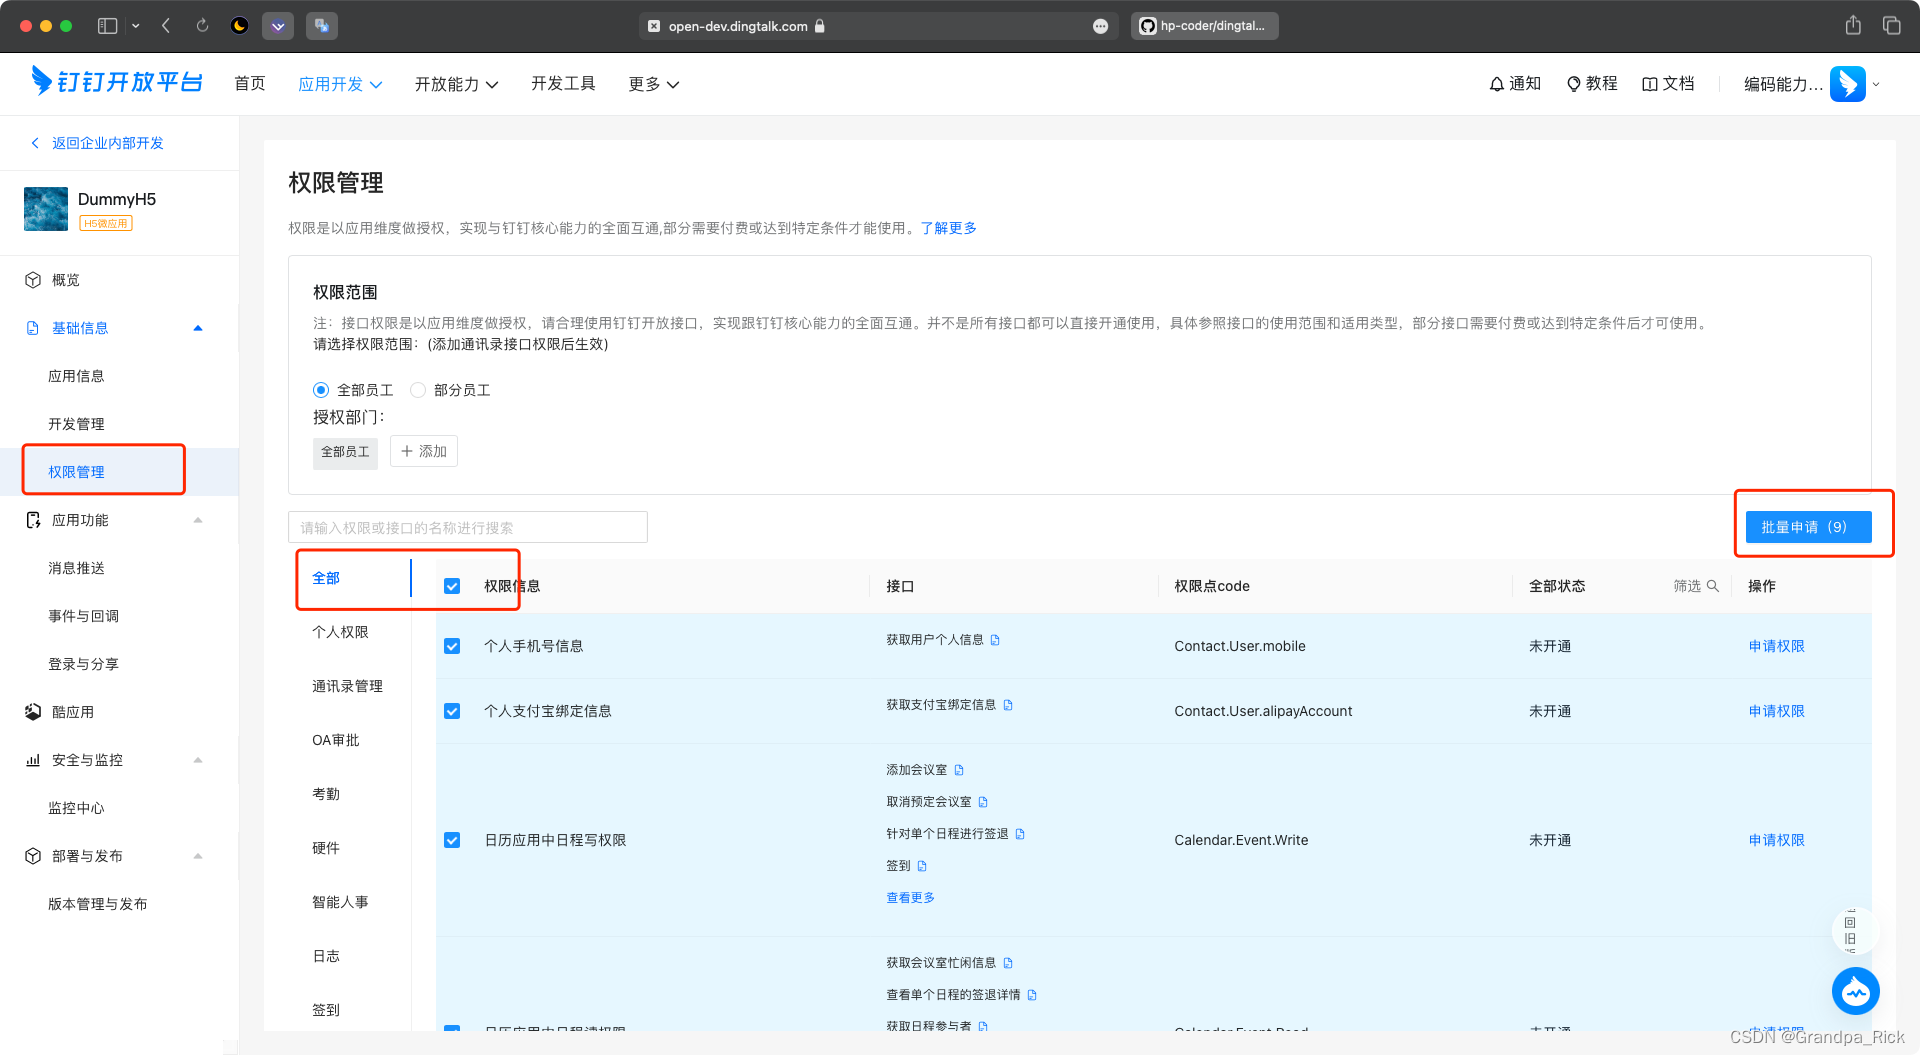 open-dev.dingtalk.com
hp-coder/dingtal...
钉钉开放平台
首页
应用开发
开放能力
开发工具
更多
通知
教程
文档
编码能力...
返回企业内部开发
DummyH5
H5微应用
概览
基础信息
应用信息
开发管理
权限管理
应用功能
消息推送
事件与回调
登录与分享
酷应用
安全与监控
监控中心
部署与发布
版本管理与发布
权限管理
权限是以应用维度做授权，实现与钉钉核心能力的全面互通,部分需要付费或达到特定条件才能使用。了解更多
权限范围
注：接口权限是以应用维度做授权，请合理使用钉钉开放接口，实现跟钉钉核心能力的全面互通。并不是所有接口都可以直接开通使用，具体参照接口的使用范围和适用类型，部分接口需要付费或达到特定条件后才可使用。
请选择权限范围：(添加通讯录接口权限后生效)
全部员工 部分员工
授权部门：
全部员工 + 添加
请输入权限或接口的名称进行搜索
批量申请（9）
全部
个人权限
通讯录管理
OA审批
考勤
硬件
智能人事
日志
签到
权限信息 接口 权限点code 全部状态 筛选 操作
个人手机号信息 获取用户个人信息 Contact.User.mobile 未开通 申请权限
个人支付宝绑定信息 获取支付宝绑定信息 Contact.User.alipayAccount 未开通 申请权限
添加会议室
取消预定会议室
针对单个日程进行签退
日历应用中日程写权限 Calendar.Event.Write 未开通 申请权限
签到
查看更多
获取会议室忙闲信息
查看单个日程的签退详情
获取日程参与者
日历应用中日程读权限 Calendar.Event.Read 未开通 申请权限
回
旧
CSDN @Grandpa_Rick